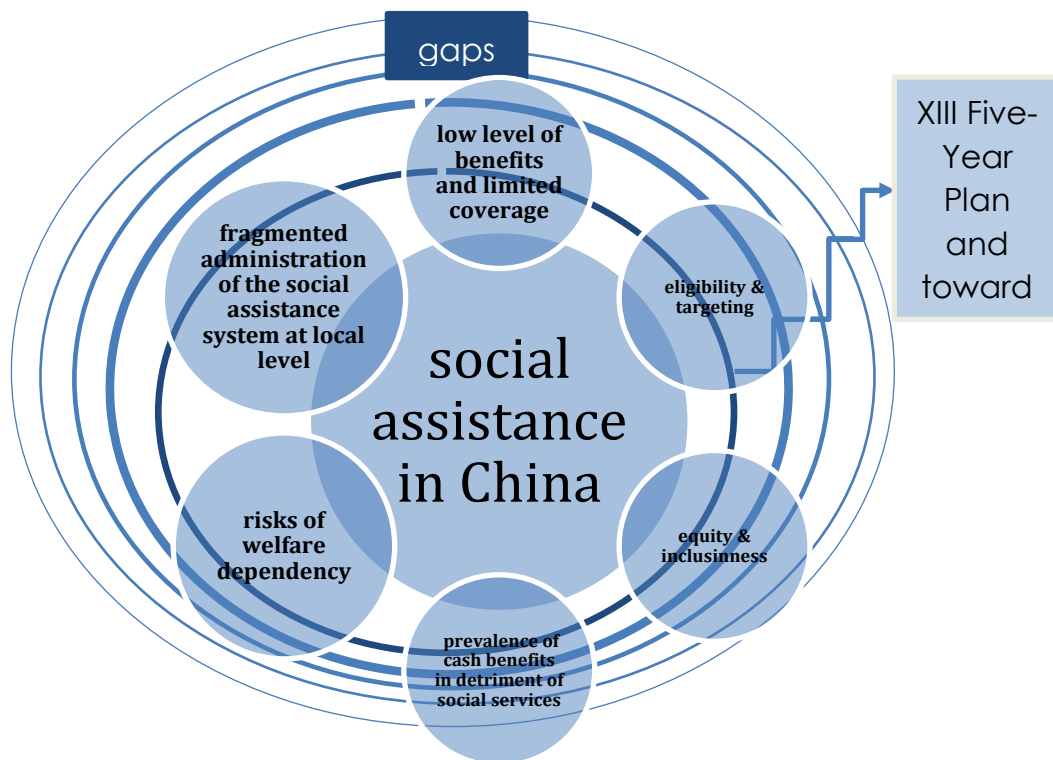 gaps
low level of
benefits
and limited
coverage
eligibility &
targeting
equity &
inclusinness
prevalence of
cash benefits
in detriment of
social services
risks of
welfare
dependency
fragmented
administration
of the social
assistance
system at local
level
social
assistance
in China
XIII Five-
Year
Plan
and
toward